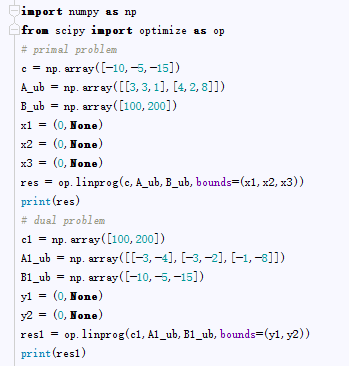 import numpy as np
from scipy import optimize as op
# primal problem
c = np.array([-10,-5,-15])
A_ub = np.array([[3,3,1],[4,2,8]])
B_ub = np.array([100,200])
x1 = (0,None)
x2 = (0,None)
x3 = (0,None)
res = op.linprog(c,A_ub,B_ub,bounds=(x1,x2,x3))
print(res)
# dual problem
c1 = np.array([100,200])
A1_ub = np.array([[-3,-4],[-3,-2],[-1,-8]])
B1_ub = np.array([-10,-5,-15])
y1 = (0,None)
y2 = (0,None)
res1 = op.linprog(c1,A1_ub,B1_ub,bounds=(y1,y2))
print(res1)